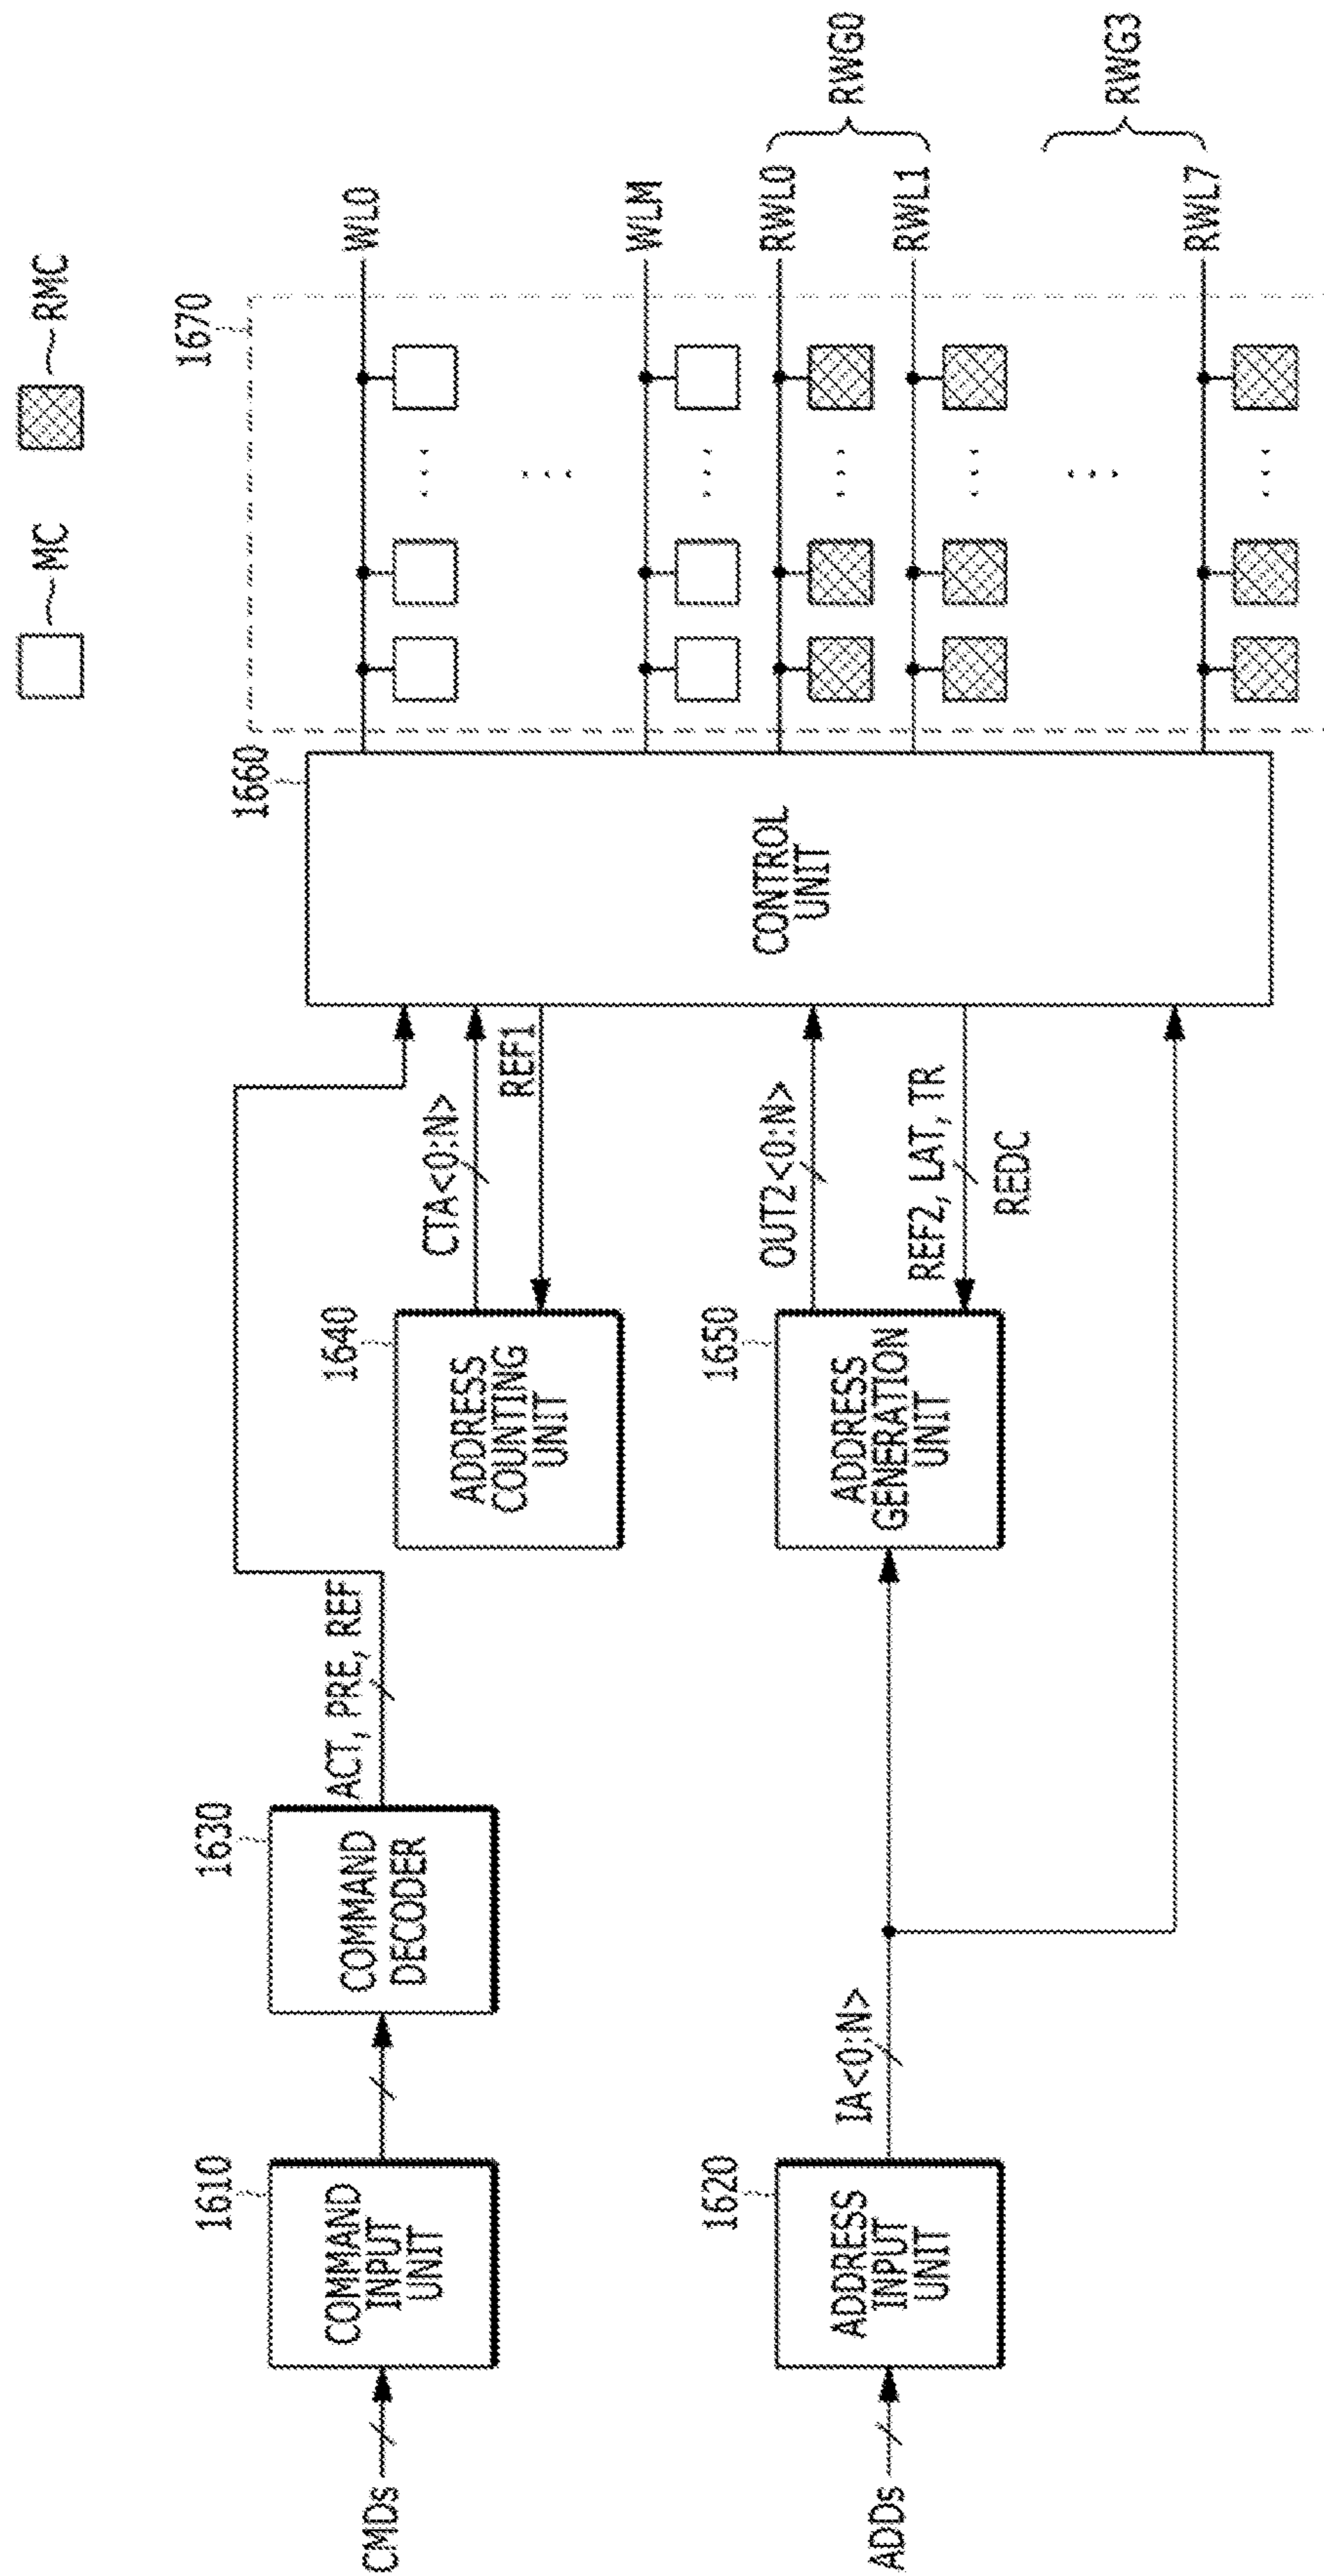 MC
RMC
1670
WL0
WLM
RWL0
RWL1
RWL7
RWG0
RWG3
1660
CONTROL
UNIT
CMDs
1610
COMMAND
INPUT
UNIT
1630
COMMAND
DECODER
ACT, PRE, REF
1640
ADDRESS
COUNTING
UNIT
CTA<0:N>
REF1
ADDs
1620
ADDRESS
INPUT
UNIT
IA<0:N>
1650
ADDRESS
GENERATION
UNIT
OUT2<0:N>
REF2, LAT, TR
REDC